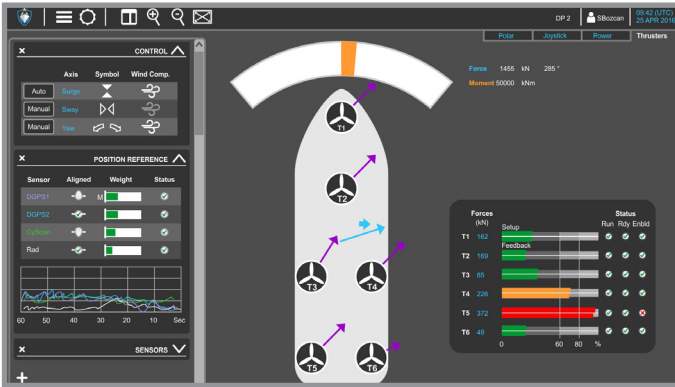 DP 2
SBozcan
09:42 (UTC)
25 APR 2016
Polar Joystick Power Thrusters
CONTROL
Axis Symbol Wind Comp.
Auto Surge
Manual Sway
Manual Yaw
POSITION REFERENCE
Sensor Aligned Weight Status
DGPS1 M
DGPS2
CyScan
Rad
60 50 40 30 20 10 Sec
SENSORS
Force 1455 kN 285 °
Moment 50000 kNm
T1
T2
T3 T4
T5 T6
Forces Status
(kN) Setup Run Rdy Enbld
T1 162
Feedback
T2 169
T3 85
T4 226
T5 372
T6 49
0 60 80 %